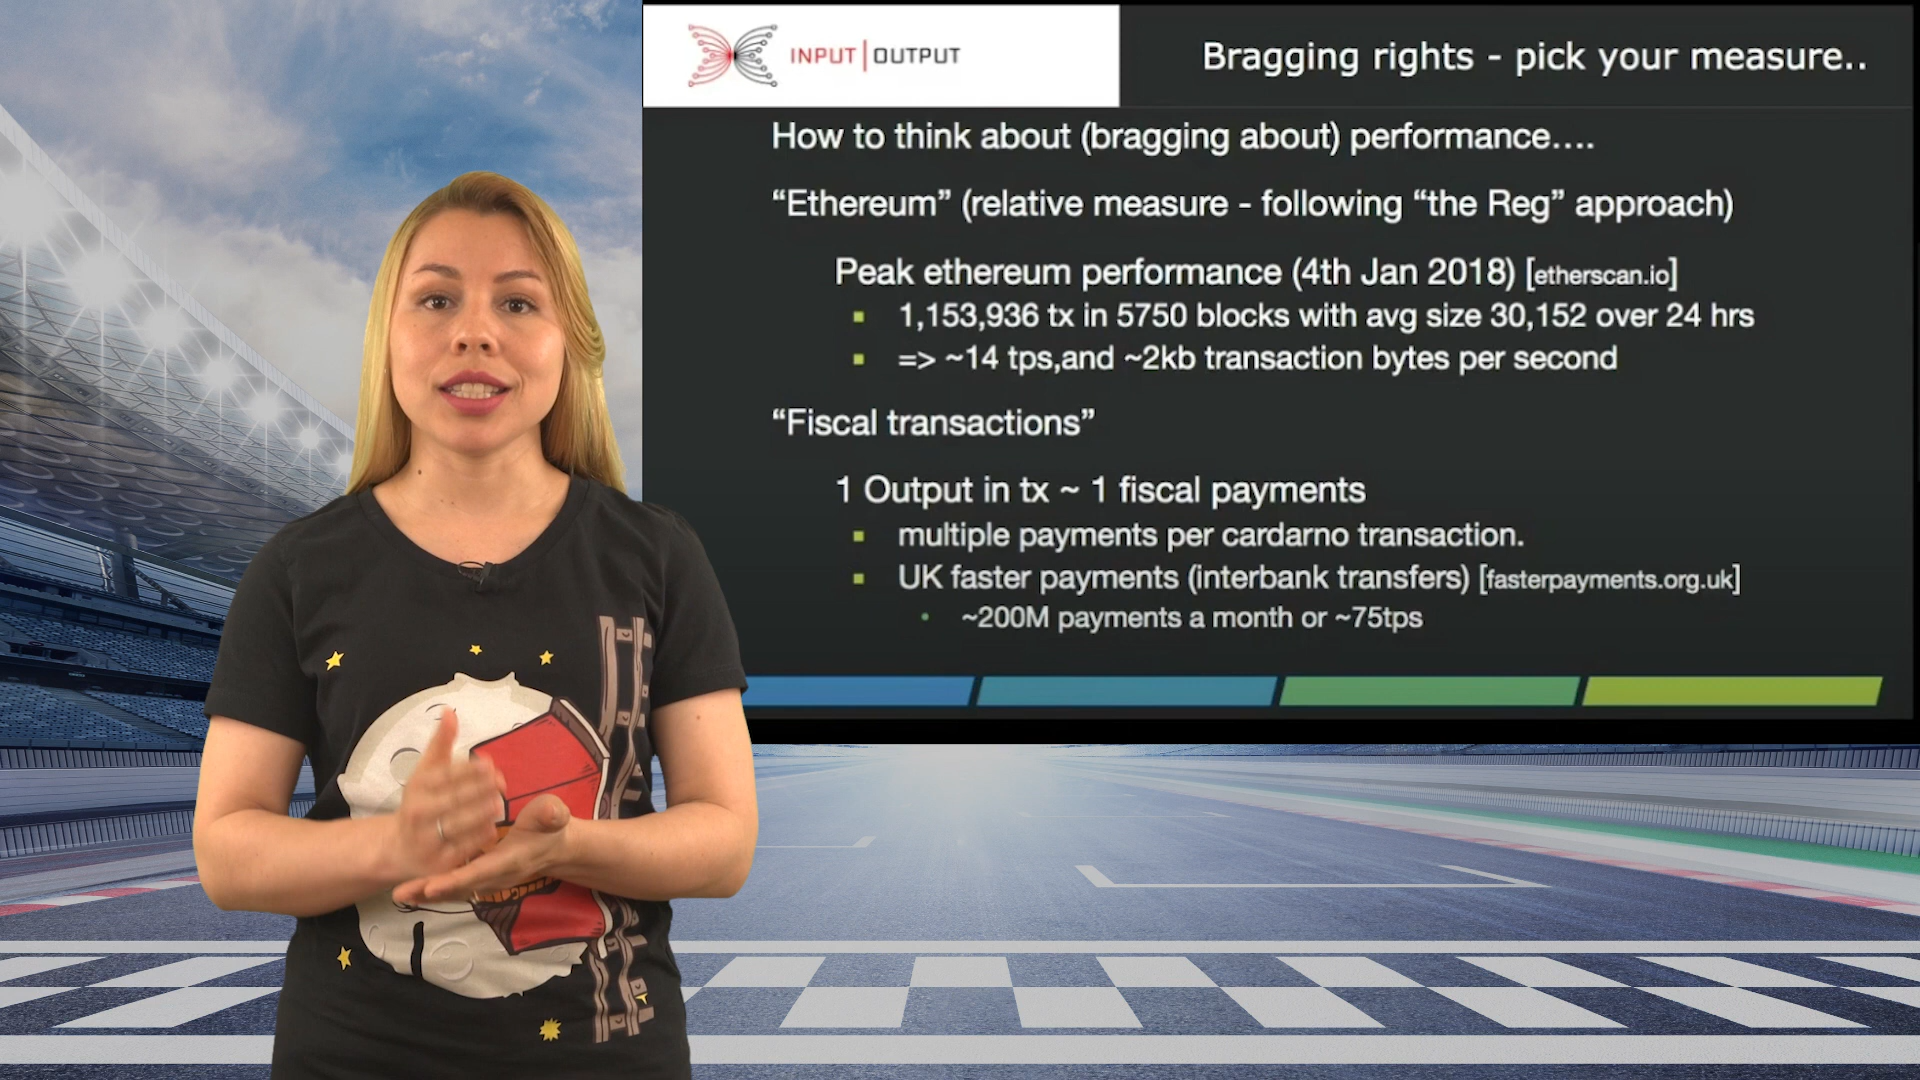 INPUT|OUTPUT
Bragging rights - pick your measure..
How to think about (bragging about) performance....
“Ethereum” (relative measure - following “the Reg” approach)
Peak ethereum performance (4th Jan 2018) [etherscan.io]
1,153,936 tx in 5750 blocks with avg size 30,152 over 24 hrs
=> ~14 tps,and ~2kb transaction bytes per second
“Fiscal transactions”
1 Output in tx ~ 1 fiscal payments
multiple payments per cardarno transaction.
UK faster payments (interbank transfers) [fasterpayments.org.uk]
~200M payments a month or ~75tps